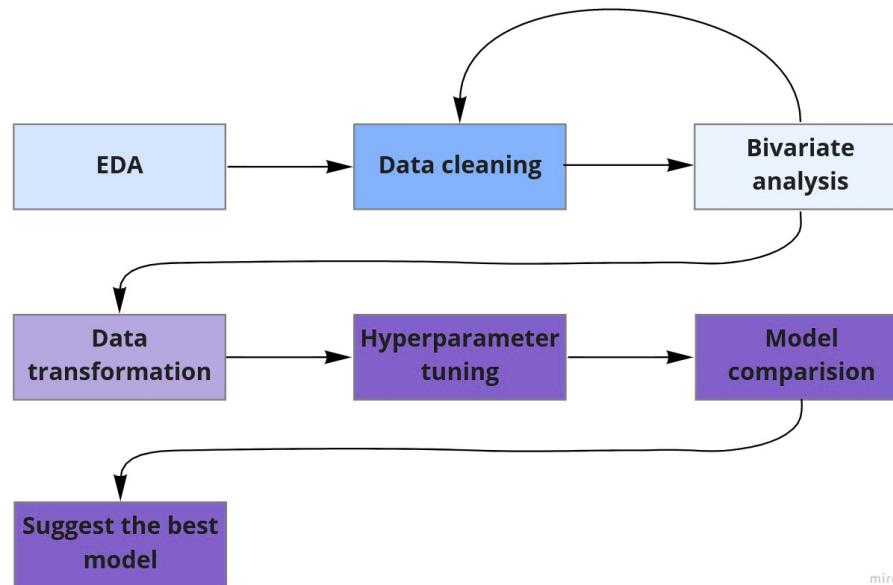 EDA
Data cleaning
Bivariate
analysis
Data
transformation
Hyperparameter
tuning
Model
comparision
Suggest the best
model